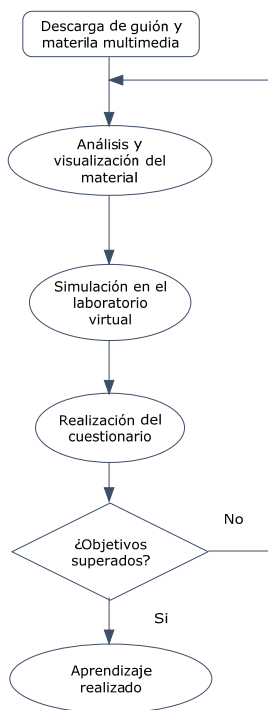 Descarga de guión y
materila multimedia
Análisis y
visualización del
material
Simulación en el
laboratorio
virtual
Realización del
cuestionario
¿Objetivos
superados?
No
Si
Aprendizaje
realizado